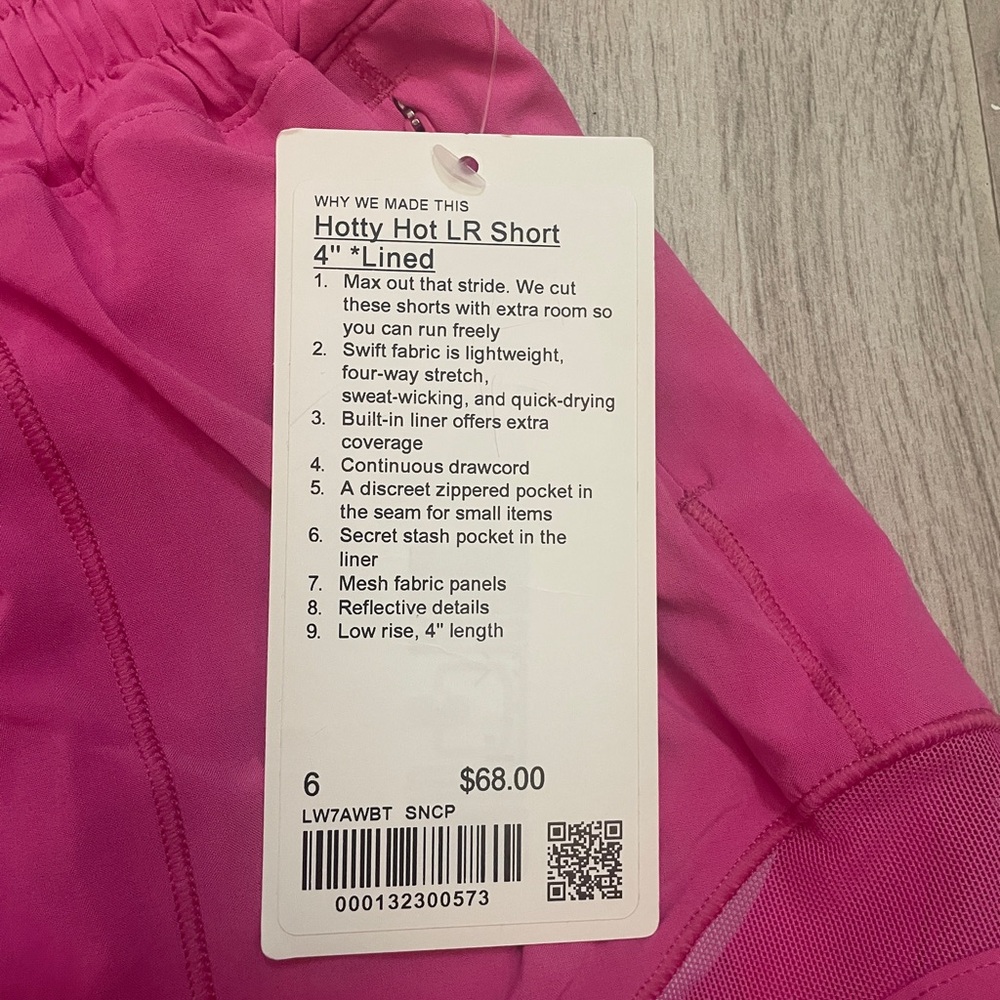 WHY WE MADE THIS
Hotty Hot LR Short
4" *Lined
1. Max out that stride. We cut
these shorts with extra room so
you can run freely
2. Swift fabric is lightweight,
four-way stretch,
sweat-wicking, and quick-drying
3. Built-in liner offers extra
coverage
4. Continuous drawcord
5. A discreet zippered pocket in
the seam for small items
6. Secret stash pocket in the
liner
7. Mesh fabric panels
8. Reflective details
9. Low rise, 4" length
6 $68.00
LW7AWBT SNCP
000132300573